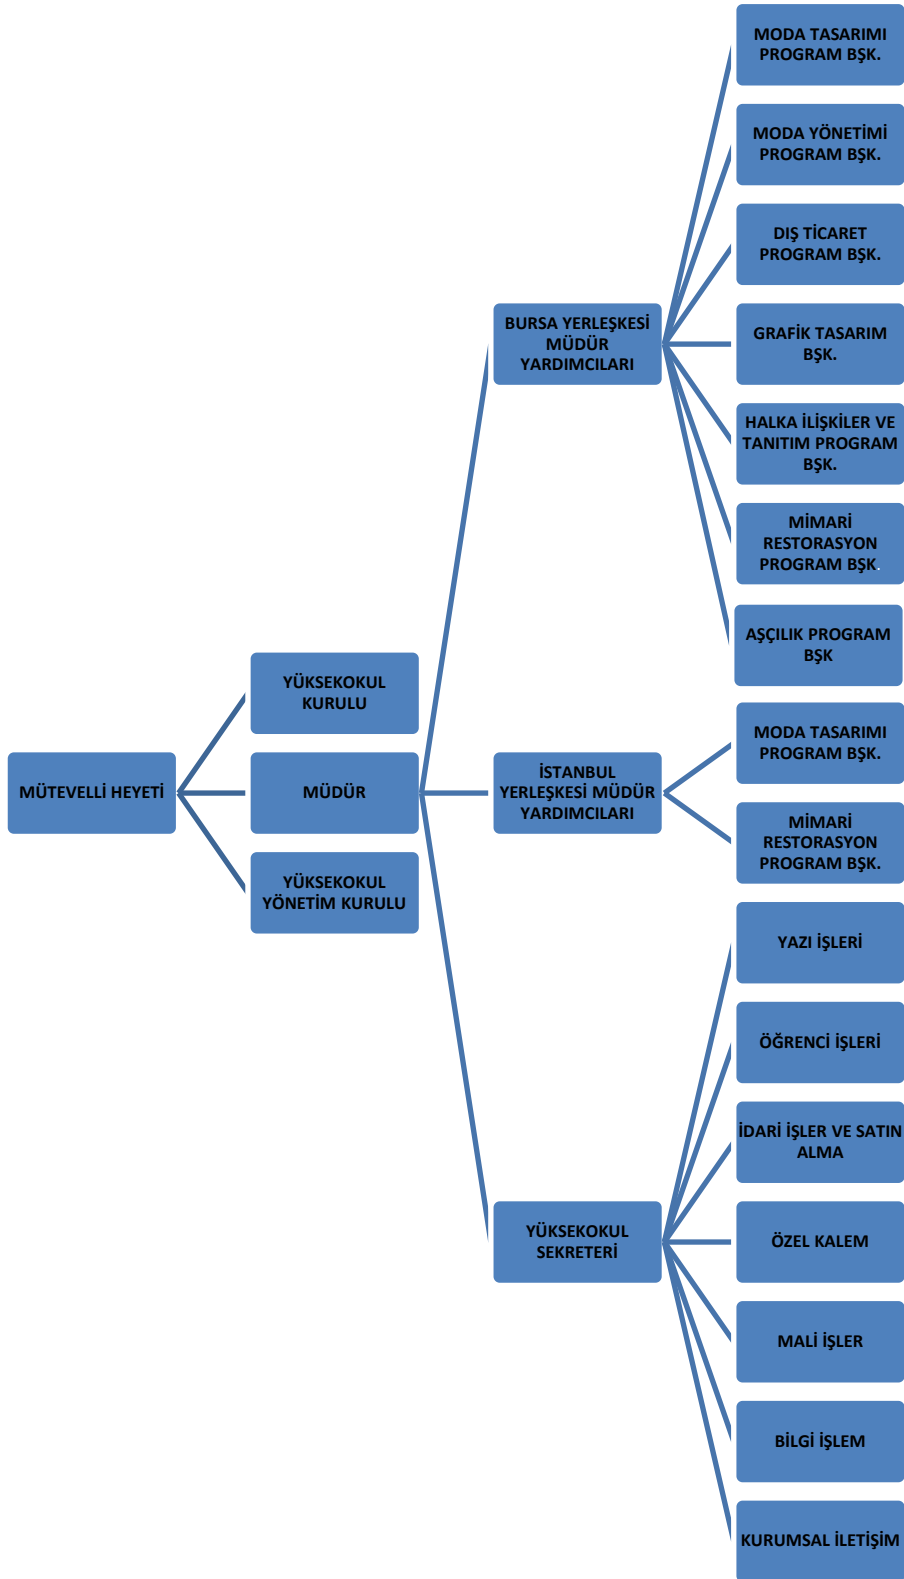 MODA TASARIMI
PROGRAM BŞK.
MODA YÖNETİMİ
PROGRAM BŞK.
DIŞ TİCARET
PROGRAM BŞK.
BURSA YERLEŞKESİ
MÜDÜR
YARDIMCILARI
GRAFİK TASARIM
BŞK.
HALKA İLİŞKİLER VE
TANITIM PROGRAM
BŞK.
MİMARİ
RESTORASYON
PROGRAM BŞK.
AŞÇILIK PROGRAM
BŞK
YÜKSEKOKUL
KURULU
MÜTEVELLİ HEYETİ
MÜDÜR
İSTANBUL
YERLEŞKESİ MÜDÜR
YARDIMCILARI
MODA TASARIMI
PROGRAM BŞK.
MİMARİ
RESTORASYON
PROGRAM BŞK.
YÜKSEKOKUL
YÖNETİM KURULU
YAZI İŞLERİ
ÖĞRENCİ İŞLERİ
İDARİ İŞLER VE SATIN
ALMA
YÜKSEKOKUL
SEKRETERİ
ÖZEL KALEM
MALİ İŞLER
BİLGİ İŞLEM
KURUMSAL İLETİŞİM